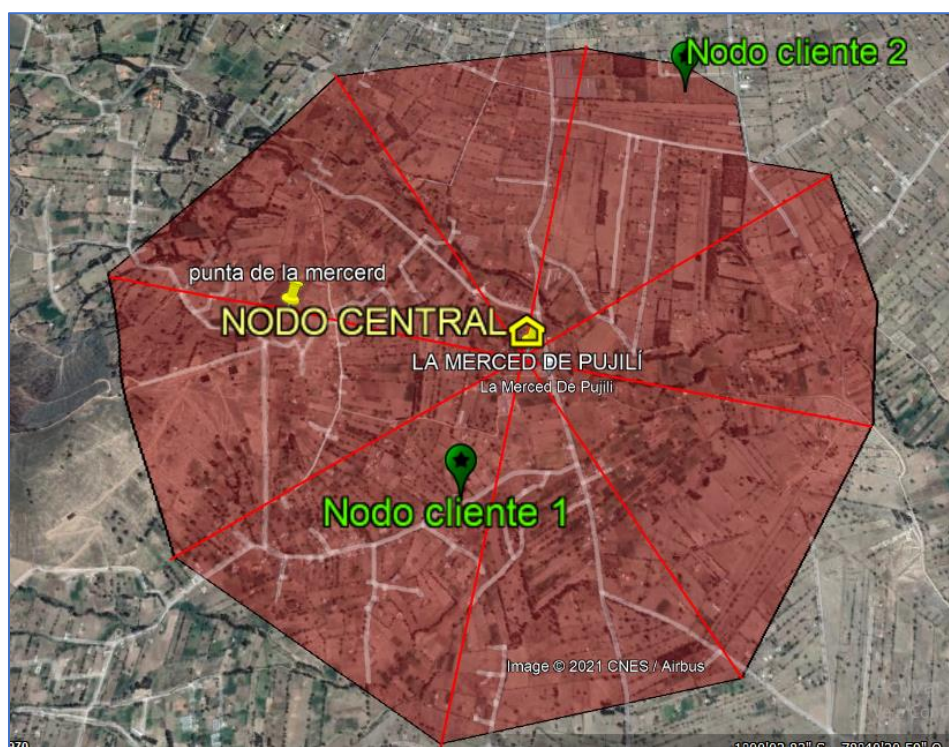 Nodo cliente 2
punta de la mercerd
NODO CENTRAL
LA MERCED DE PUJILÍ
La Merced De Pujili
Nodo cliente 1
Image © 2021 CNES / Airbus